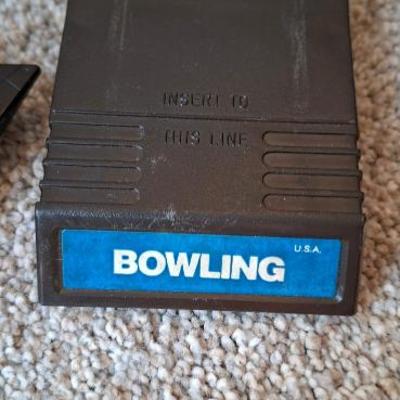 INSERT TO
THIS LINE
U.S.A.
BOWLING